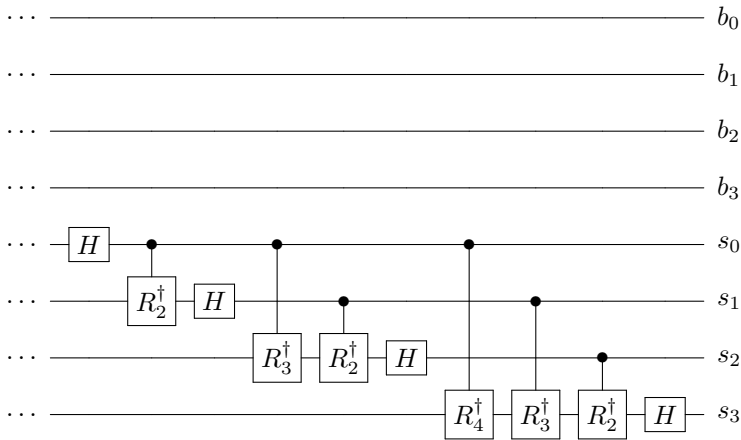 ··· b₀
··· b₁
··· b₂
··· b₃
··· H s₀
··· R₂† H s₁
··· R₃† R₂† H s₂
··· R₄† R₃† R₂† H s₃